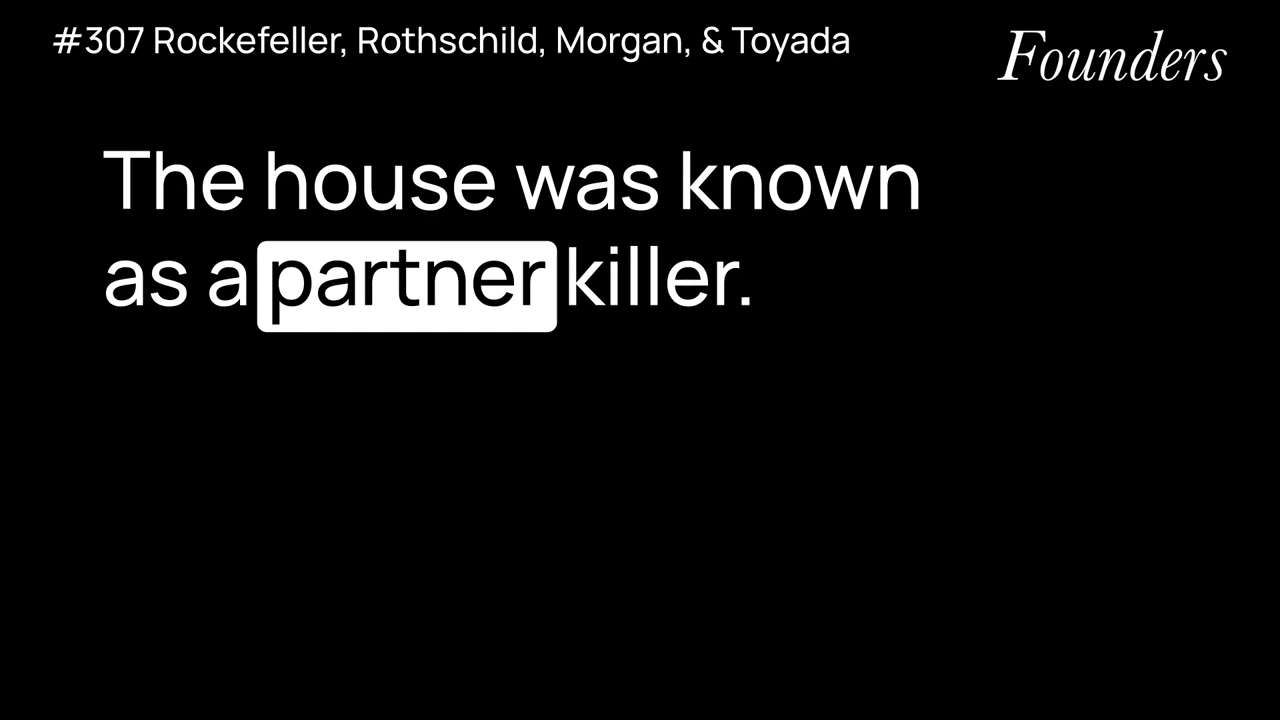 #307 Rockefeller, Rothschild, Morgan, & Toyada
Founders
The house was known
as a partner killer.